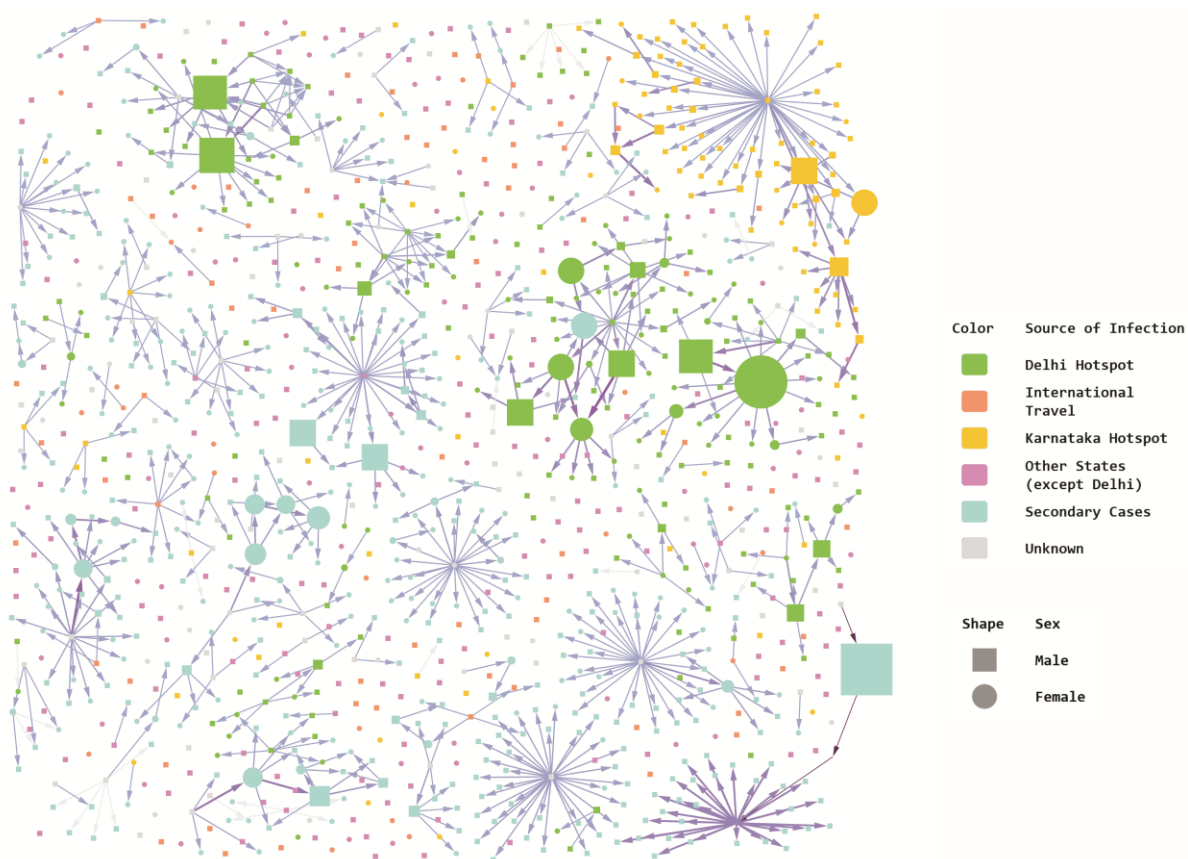 Color Source of Infection
Delhi Hotspot
International
Travel
Karnataka Hotspot
Other States
(except Delhi)
Secondary Cases
Unknown
Shape Sex
Male
Female